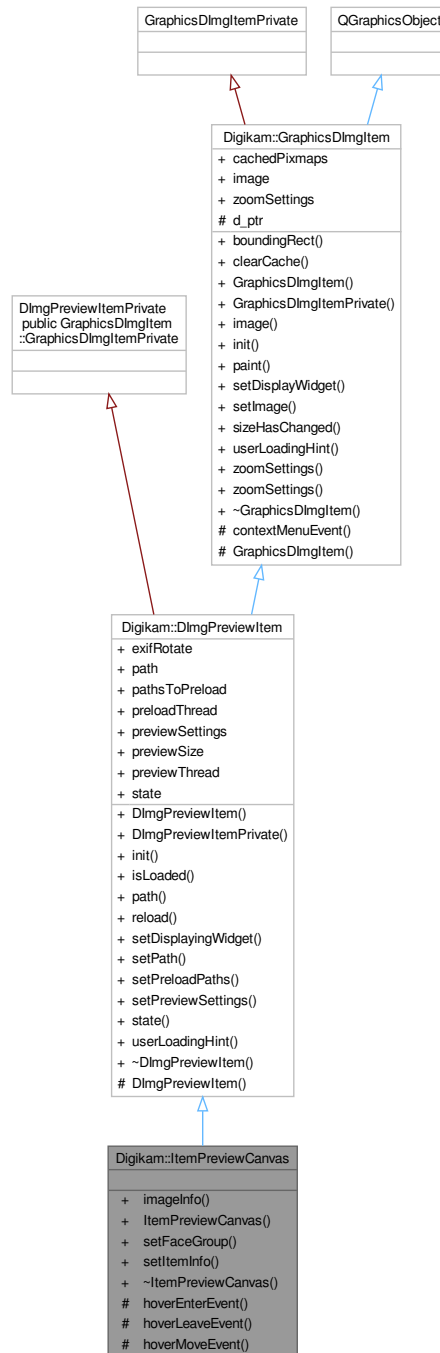 GraphicsDImgItemPrivate
QGraphicsObject
Digikam::GraphicsDImgItem
+ cachedPixmaps
+ image
+ zoomSettings
# d_ptr
+ boundingRect()
+ clearCache()
+ GraphicsDImgItem()
+ GraphicsDImgItemPrivate()
+ image()
+ init()
+ paint()
+ setDisplayWidget()
+ setImage()
+ sizeHasChanged()
+ userLoadingHint()
+ zoomSettings()
+ zoomSettings()
+ ~GraphicsDImgItem()
# contextMenuEvent()
# GraphicsDImgItem()
DImgPreviewItemPrivate
public GraphicsDImgItem
::GraphicsDImgItemPrivate
Digikam::DImgPreviewItem
+ exifRotate
+ path
+ pathsToPreload
+ preloadThread
+ previewSettings
+ previewSize
+ previewThread
+ state
+ DImgPreviewItem()
+ DImgPreviewItemPrivate()
+ init()
+ isLoaded()
+ path()
+ reload()
+ setDisplayingWidget()
+ setPath()
+ setPreloadPaths()
+ setPreviewSettings()
+ state()
+ userLoadingHint()
+ ~DImgPreviewItem()
# DImgPreviewItem()
Digikam::ItemPreviewCanvas
+ imageInfo()
+ ItemPreviewCanvas()
+ setFaceGroup()
+ setItemInfo()
+ ~ItemPreviewCanvas()
# hoverEnterEvent()
# hoverLeaveEvent()
# hoverMoveEvent()